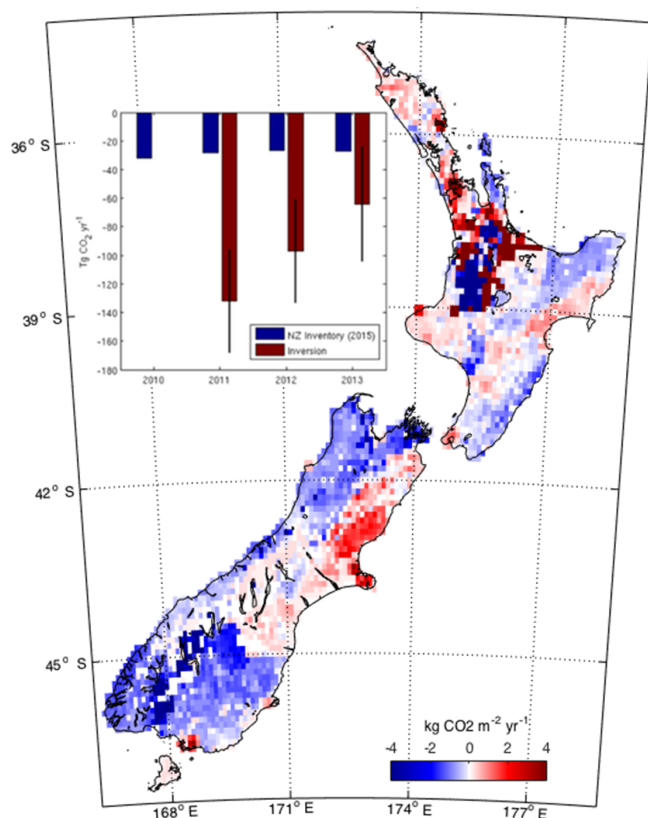 0
-20
-40
-60
-80
-100
-120
-140
-160
-180
Tg CO₂ yr⁻¹
NZ Inventory (2015)
Inversion
2010 2011 2012 2013
36° S
39° S
42° S
45° S
kg CO2 m⁻² yr⁻¹
-4 -2 0 2 4
168° E 171° E 174° E 177° E